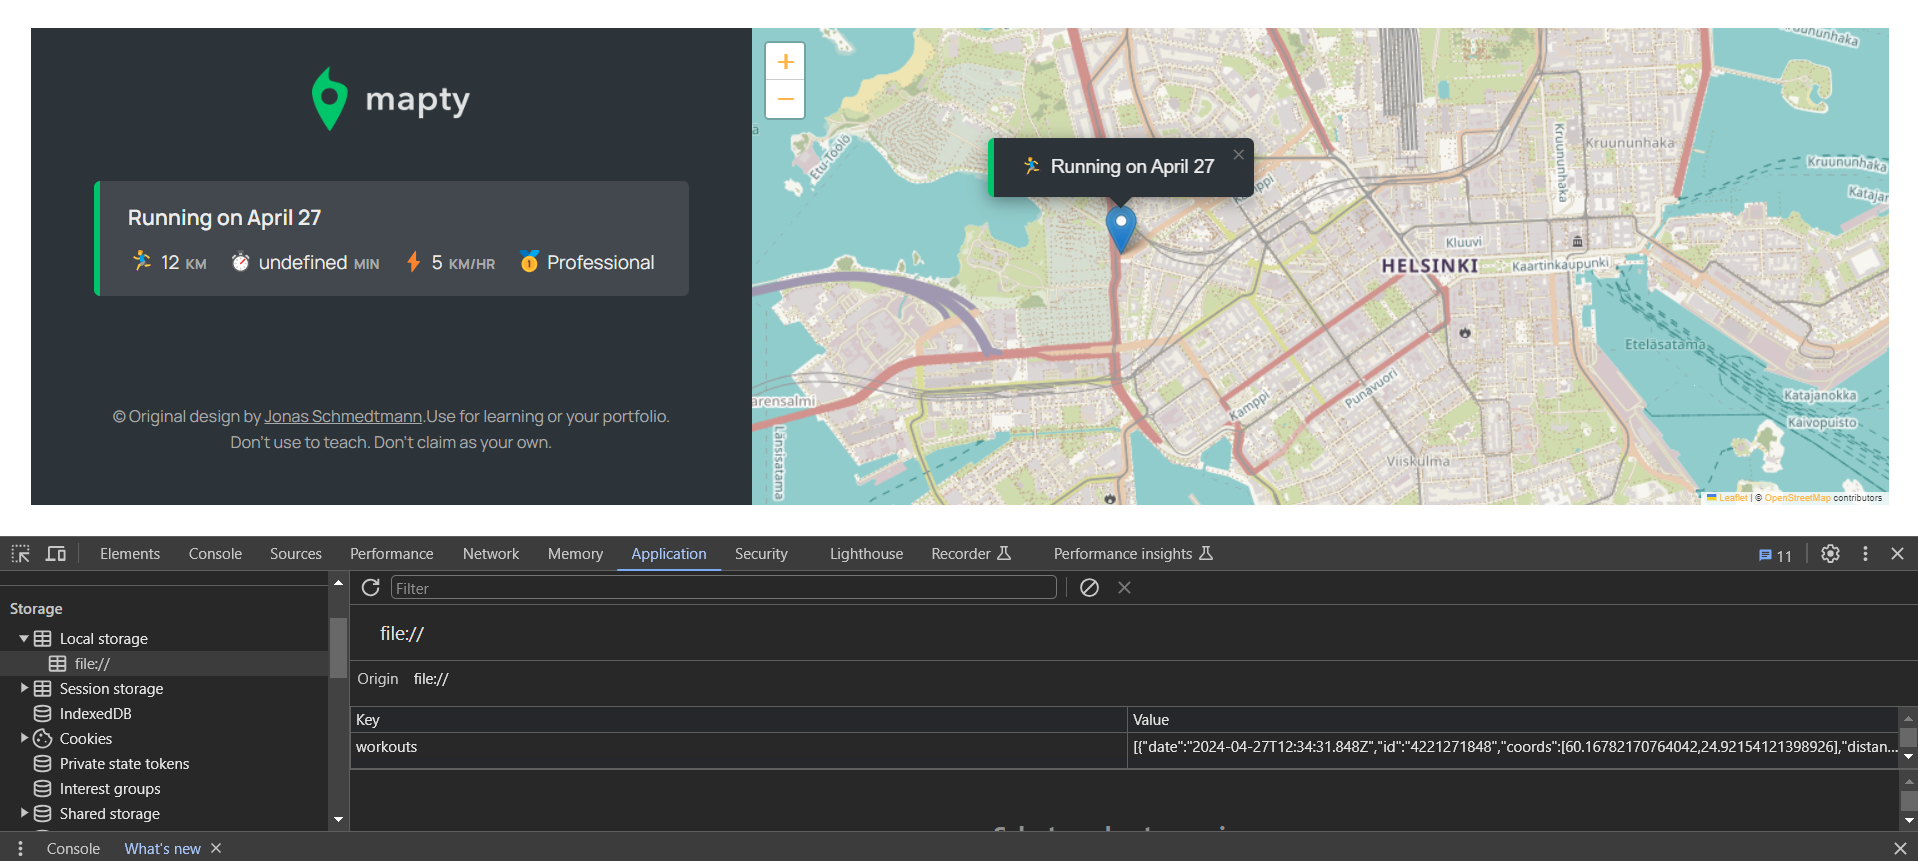 mapty
Running on April 27
12 KM undefined MIN 5 KM/HR Professional
© Original design by Jonas Schmedtmann.Use for learning or your portfolio.
Don't use to teach. Don't claim as your own.
+
−
Etu-Töölö
Running on April 27 ×
Kamppi
Kruununhaka
Kruununhaka
Kruununhaka
Kluuvi
HELSINKI
Kaartinkaupunki
Eteläsatama
Katajanokka
Kaivopuisto
Punavuori
Kamppi
Viiskulma
Länsisatama
Leaflet | © OpenStreetMap contributors
Elements Console Sources Performance Network Memory Application Security Lighthouse Recorder Performance insights 11
Storage
Local storage
file://
Session storage
IndexedDB
Cookies
Private state tokens
Interest groups
Shared storage
Filter
file://
Origin file://
Key Value
workouts [{"date":"2024-04-27T12:34:31.848Z","id":"4221271848","coords":[60.16782170764042,24.92154121398926],"distan...
Console What's new